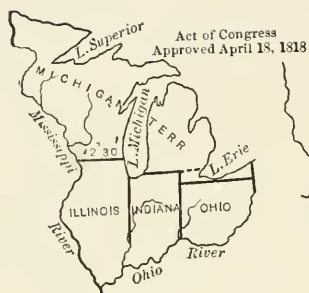 Act of Congress
Approved April 18, 1818
L. Superior
MICHIGAN TERR
L. Michigan
Mississippi
42°30
L. Erie
ILLINOIS
INDIANA
OHIO
River
Ohio River